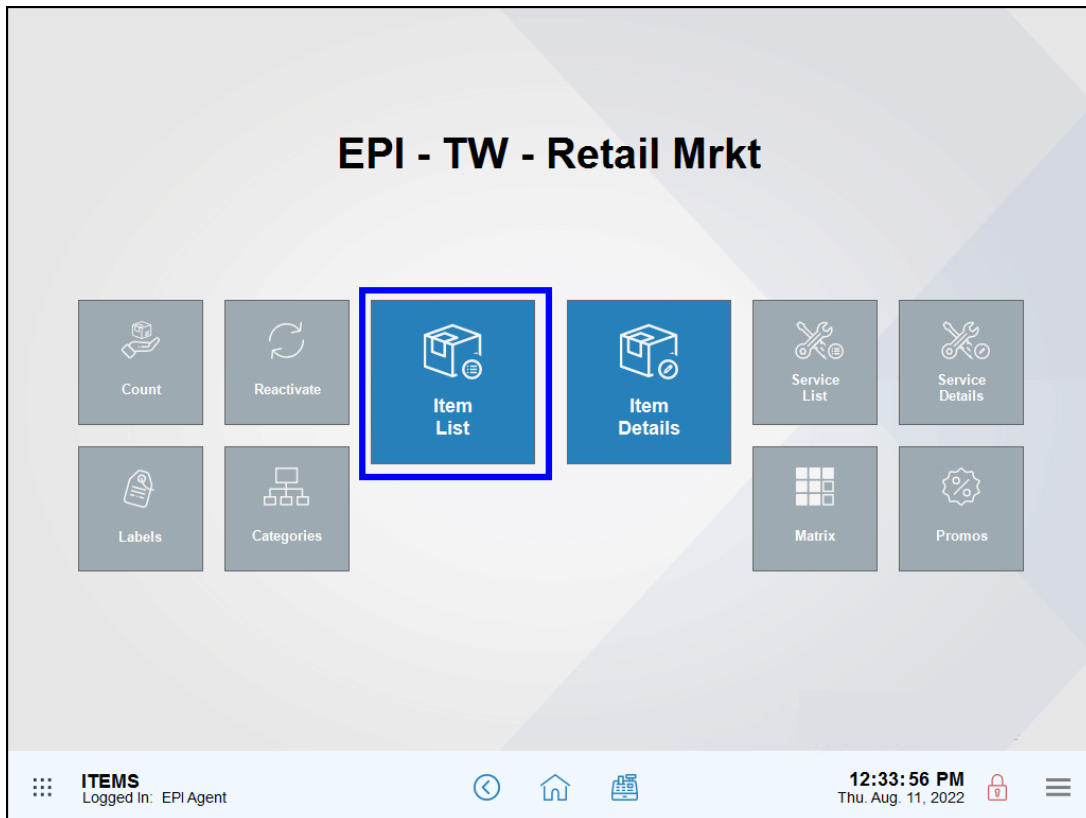 EPI - TW - Retail Mrkt
Count
Reactivate
Item
List
Item
Details
Service
List
Service
Details
Labels
Categories
Matrix
Promos
ITEMS
Logged In: EPI Agent
12:33:56 PM
Thu. Aug. 11, 2022